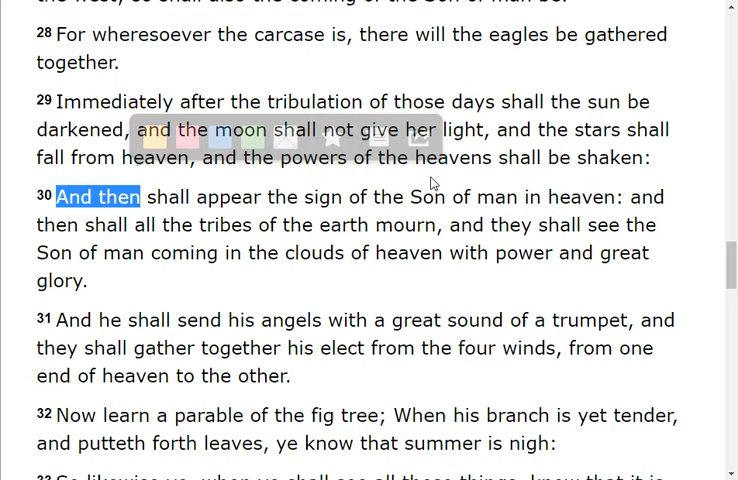 28 For wheresoever the carcase is, there will the eagles be gathered
together.
29 Immediately after the tribulation of those days shall the sun be
darkened, and the moon shall not give her light, and the stars shall
fall from heaven, and the powers of the heavens shall be shaken:
30 And then shall appear the sign of the Son of man in heaven: and
then shall all the tribes of the earth mourn, and they shall see the
Son of man coming in the clouds of heaven with power and great
glory.
31 And he shall send his angels with a great sound of a trumpet, and
they shall gather together his elect from the four winds, from one
end of heaven to the other.
32 Now learn a parable of the fig tree; When his branch is yet tender,
and putteth forth leaves, ye know that summer is nigh: